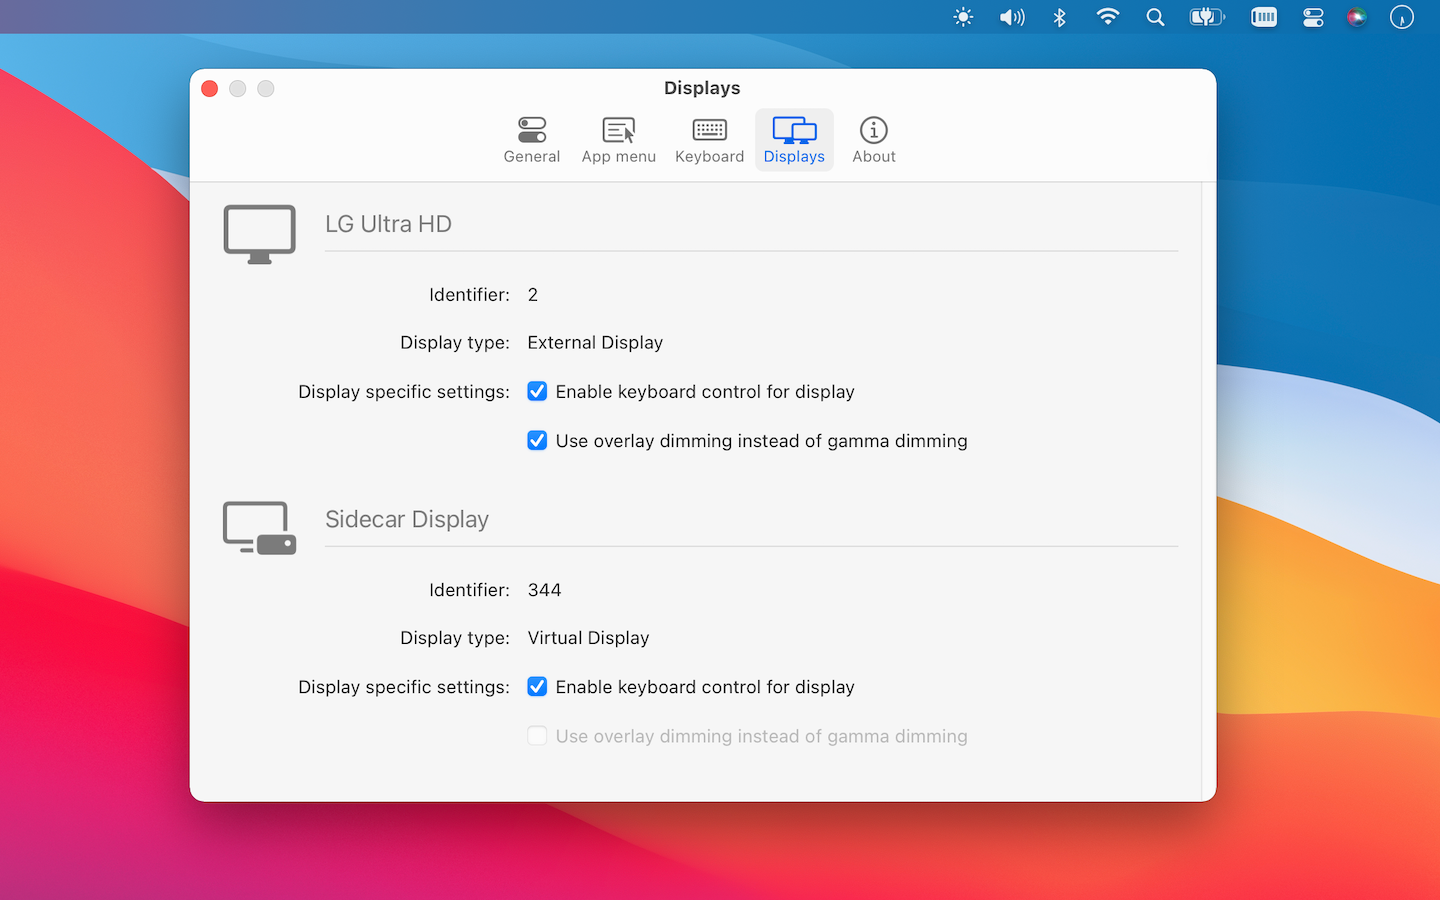 Displays
General
App menu
Keyboard
Displays
About
LG Ultra HD
Identifier: 2
Display type: External Display
Display specific settings: Enable keyboard control for display
Use overlay dimming instead of gamma dimming
Sidecar Display
Identifier: 344
Display type: Virtual Display
Display specific settings: Enable keyboard control for display
Use overlay dimming instead of gamma dimming